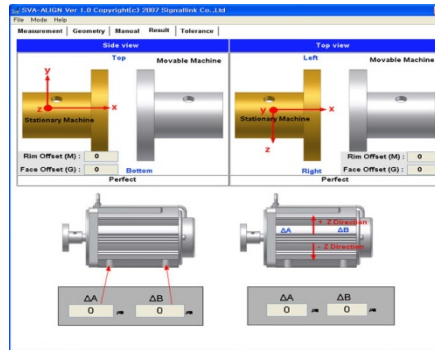 SVA-ALIGN Ver 1.0 Copyright(c) 2007 Signallink Co.,Ltd
File Mode Help
Measurement Geometry Manual Result Tolerance
Side view Top view
Top Movable Machine Left Movable Machine
y x z
Stationary Machine
x y z
Stationary Machine
Rim Offset (M) : 0 Rim Offset (M) : 0
Face Offset (G) : 0 Face Offset (G) : 0
Bottom Right
Perfect Perfect
+ Z Direction
ΔA ΔB
- Z Direction
ΔA ΔB ΔA ΔB
0 0 0 0